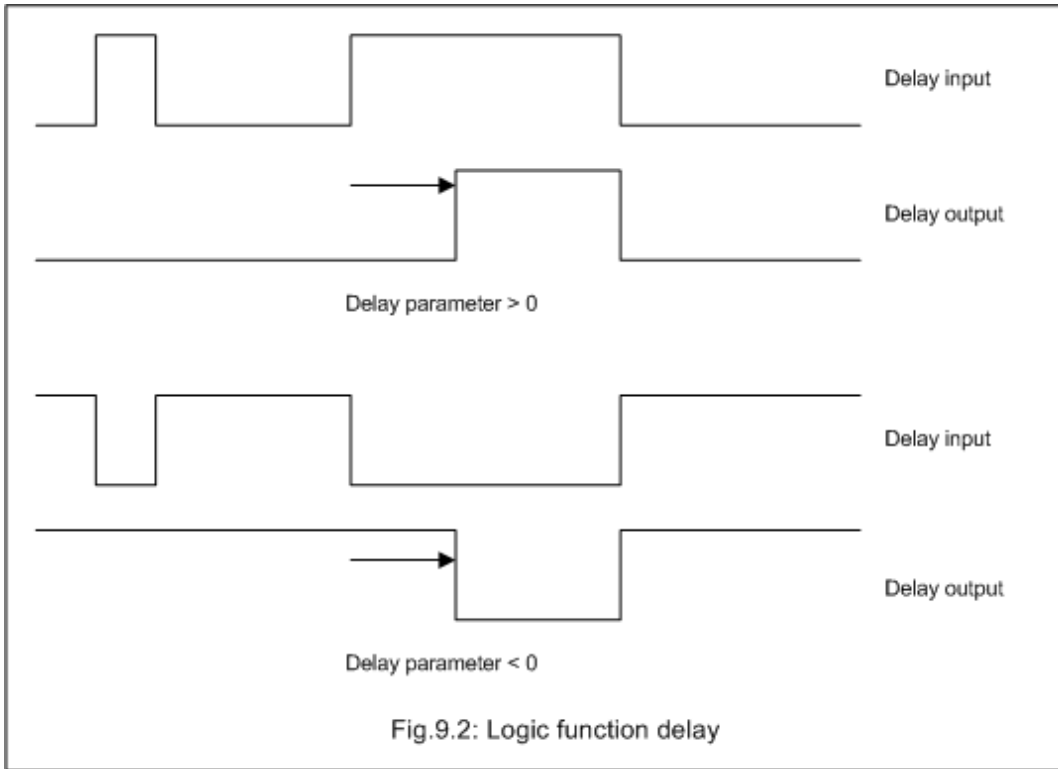 Delay input
Delay output
Delay parameter > 0
Delay input
Delay output
Delay parameter < 0
Fig.9.2: Logic function delay